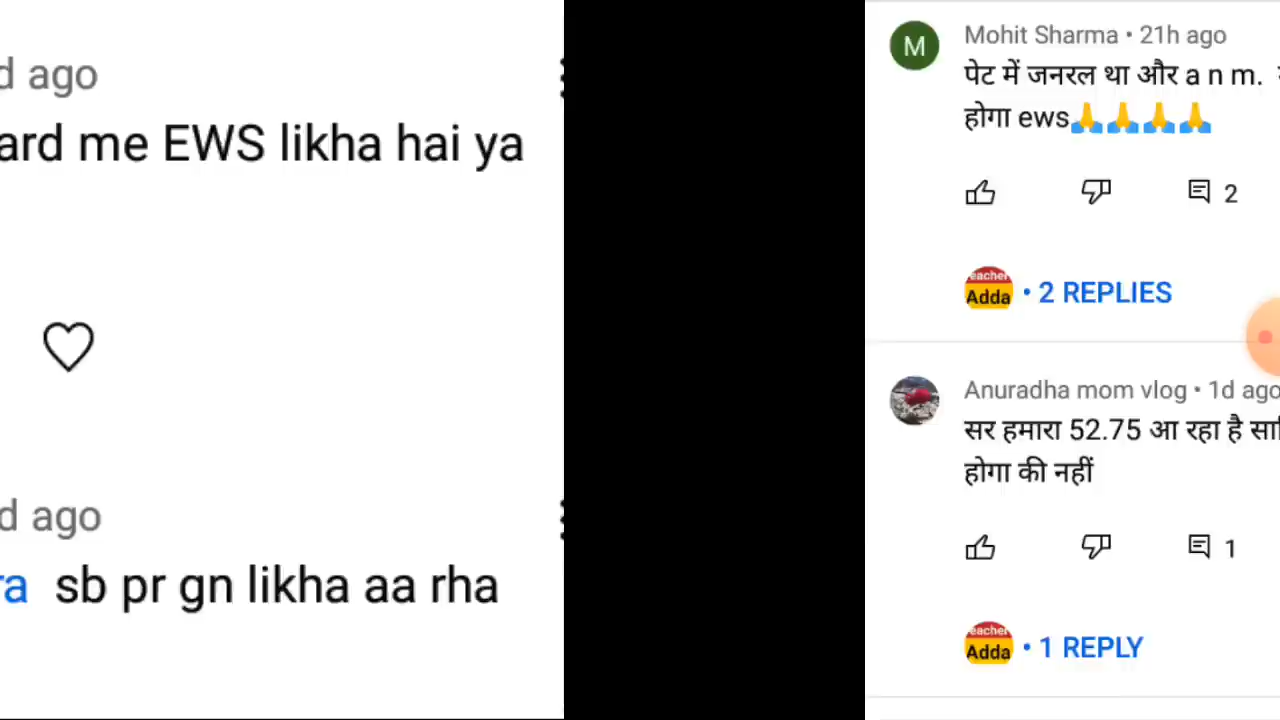 d ago
ard me EWS likha hai ya
d ago
ra sb pr gn likha aa rha
M
Mohit Sharma • 21h ago
पेट में जनरल था और a n m.
होगा ews🙏🙏🙏🙏
2
eacher
Adda
• 2 REPLIES
Anuradha mom vlog • 1d ago
सर हमारा 52.75 आ रहा है
होगा की नहीं
1
eacher
Adda
• 1 REPLY